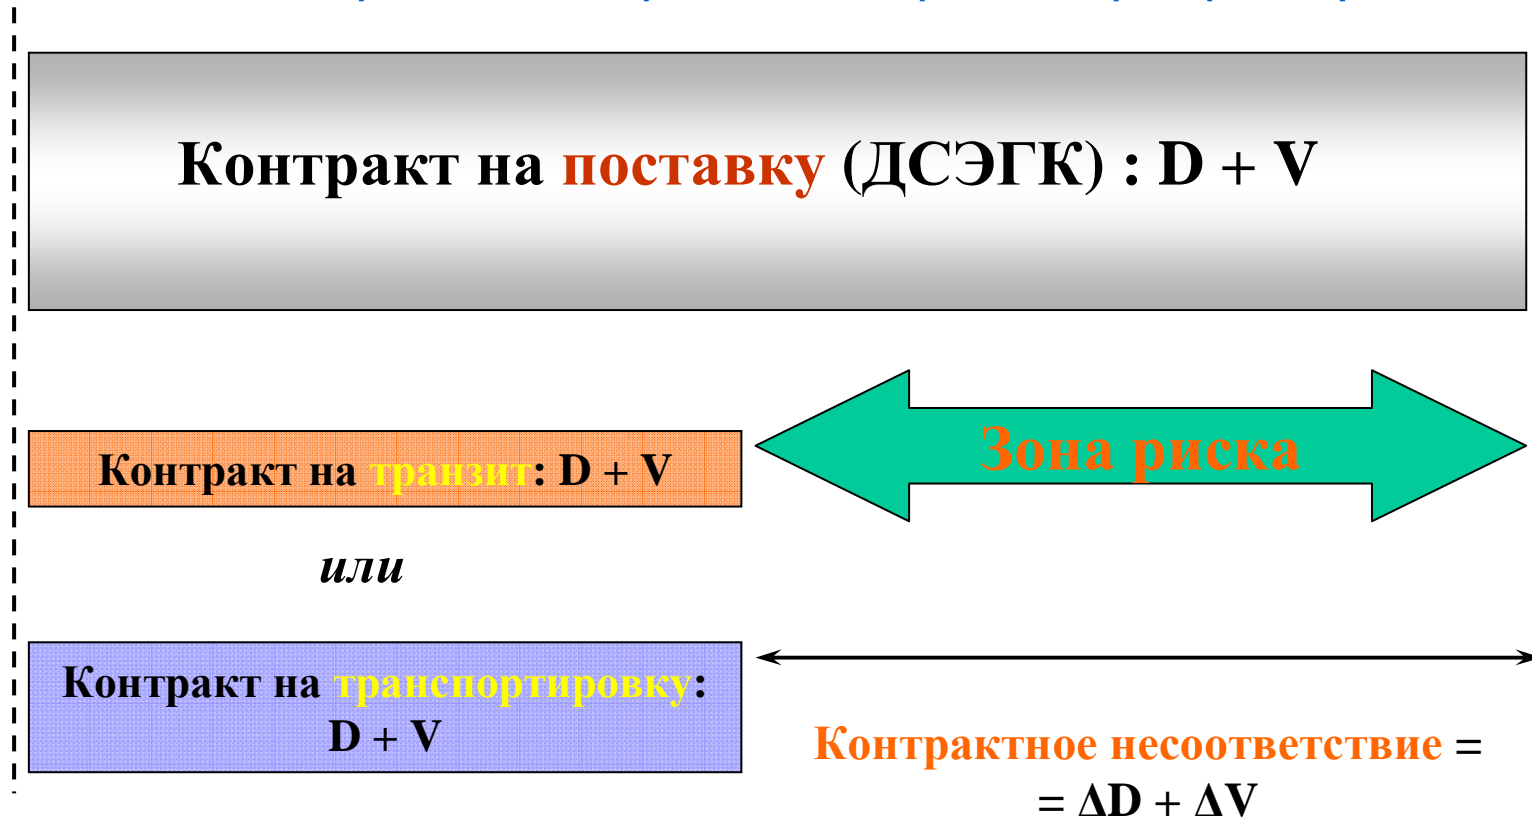 Контракт на поставку (ДСЭГК) : D + V
Контракт на транзит: D + V
Зона риска
или
Контракт на транспортировку:
D + V
Контрактное несоответствие =
= ΔD + ΔV